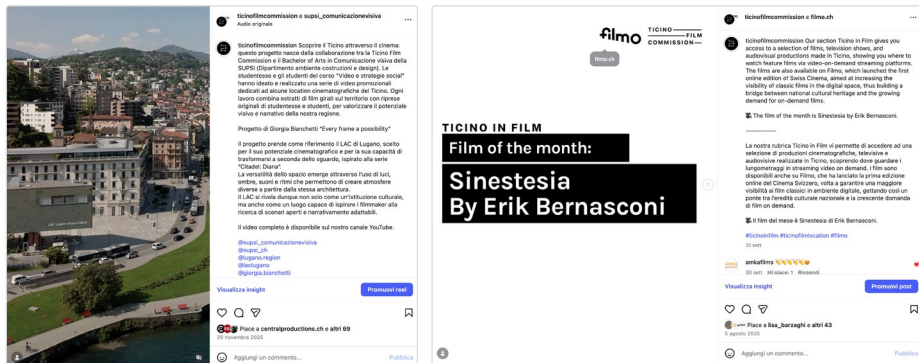 ticinofilmcommission e supsi_comunicazionevisiva
Audio originale
ticinofilmcommission Scoprire il Ticino attraverso il cinema:
questo progetto nasce dalla collaborazione tra la Ticino Film
Commission e il Bachelor of Arts in Comunicazione visiva della
SUPSI (Dipartimento ambiente costruzioni e design). Le
studentesse e gli studenti del corso "Video e strategie social"
hanno ideato e realizzato una serie di video promozionali
dedicati ad alcune location cinematografiche del Ticino. Ogni
lavoro combina estratti di film girati sul territorio con riprese
originali di studentesse e studenti, per valorizzare il potenziale
visivo e narrativo della nostra regione.
Progetto di Giorgia Bianchetti "Every frame a possibility"
Il progetto prende come riferimento il LAC di Lugano, scelto
per il suo potenziale cinematografico e per la sua capacità di
trasformarsi a seconda dello sguardo, ispirato alla serie
"Citadel: Diana".
La versatilità dello spazio emerge attraverso l'uso di luci,
ombre, suoni e ritmi che permettono di creare atmosfere
diverse a partire dalla stessa architettura.
Il LAC si rivela dunque non solo come un'istituzione culturale,
ma anche come un luogo capace di ispirare i filmmaker alla
ricerca di scenari aperti e narrativamente adattabili.
Il video completo è disponibile sul nostro canale YouTube.
@supsi_comunicazionevisiva
@supsi_ch
@lugano.region
@laclugano
@giorgia.bianchetti
Visualizza insight
Promuovi reel
Piace a centralproductions.ch e altri 69
25 novembre 2025
Aggiungi un commento...
Pubblica
filmo
TICINO
FILM
COMMISSION
filmo.ch
TICINO IN FILM
Film of the month:
Sinestesia
By Erik Bernasconi
ticinofilmcommission e filmo.ch
ticinofilmcommission Our section Ticino in Film gives you
access to a selection of films, television shows, and
audiovisual productions made in Ticino, showing you where to
watch feature films via video-on-demand streaming platforms.
The films are also available on Filmo, which launched the first
online edition of Swiss Cinema, aimed at increasing the
visibility of classic films in the digital space, thus building a
bridge between national cultural heritage and the growing
demand for on-demand films.
The film of the month is Sinestesia by Erik Bernasconi.
La nostra rubrica Ticino in Film vi permette di accedere ad una
selezione di produzioni cinematografiche, televisive e
audiovisive realizzate in Ticino, scoprendo dove guardare i
lungometraggi in streaming video on demand. I film sono
disponibili anche su Filmo, che ha lanciato la prima edizione
online del Cinema Svizzero, volta a garantire una maggiore
visibilità ai film classici in ambiente digitale, gettando così un
ponte tra l'eredità culturale nazionale e la crescente domanda
di film on demand.
Il film del mese è Sinestesia di Erik Bernasconi.
#ticinoinfilm #ticinofilmlocation #filmo
31 sett
amkafilms
30 sett Mi piace: 1 Rispondi
Visualizza insight
Promuovi post
Piace a lisa_barzaghi e altri 43
5 agosto 2025
Aggiungi un commento...
Pubblica